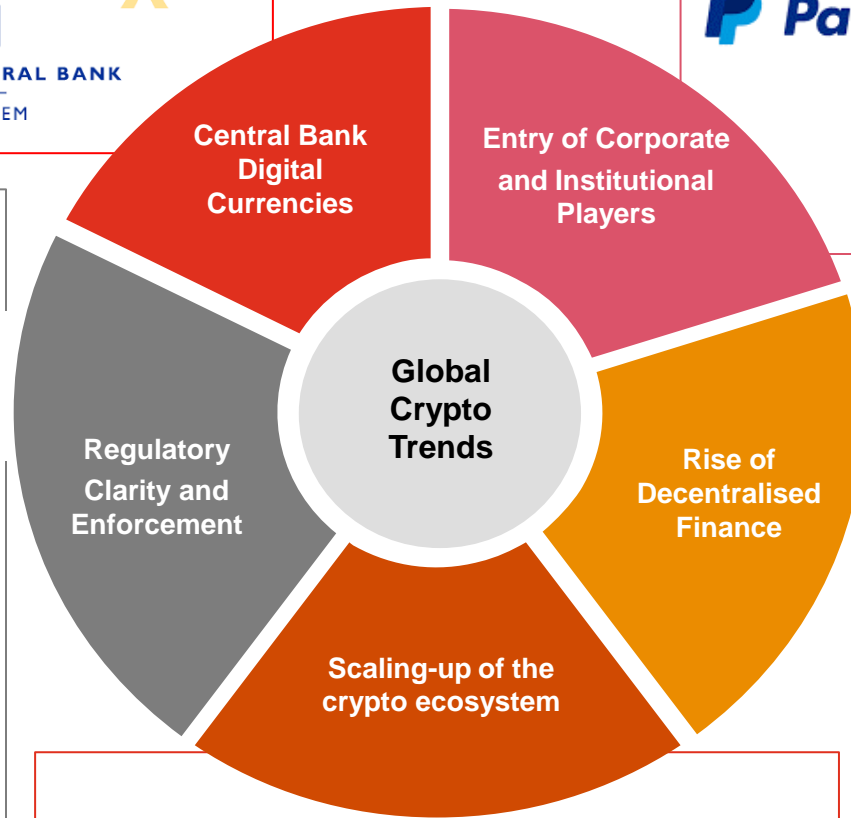 RAL BANK
EM
Pa
Central Bank
Digital
Currencies
Entry of Corporate
and Institutional
Players
Global
Crypto
Trends
Regulatory
Clarity and
Enforcement
Rise of
Decentralised
Finance
Scaling-up of the
crypto ecosystem